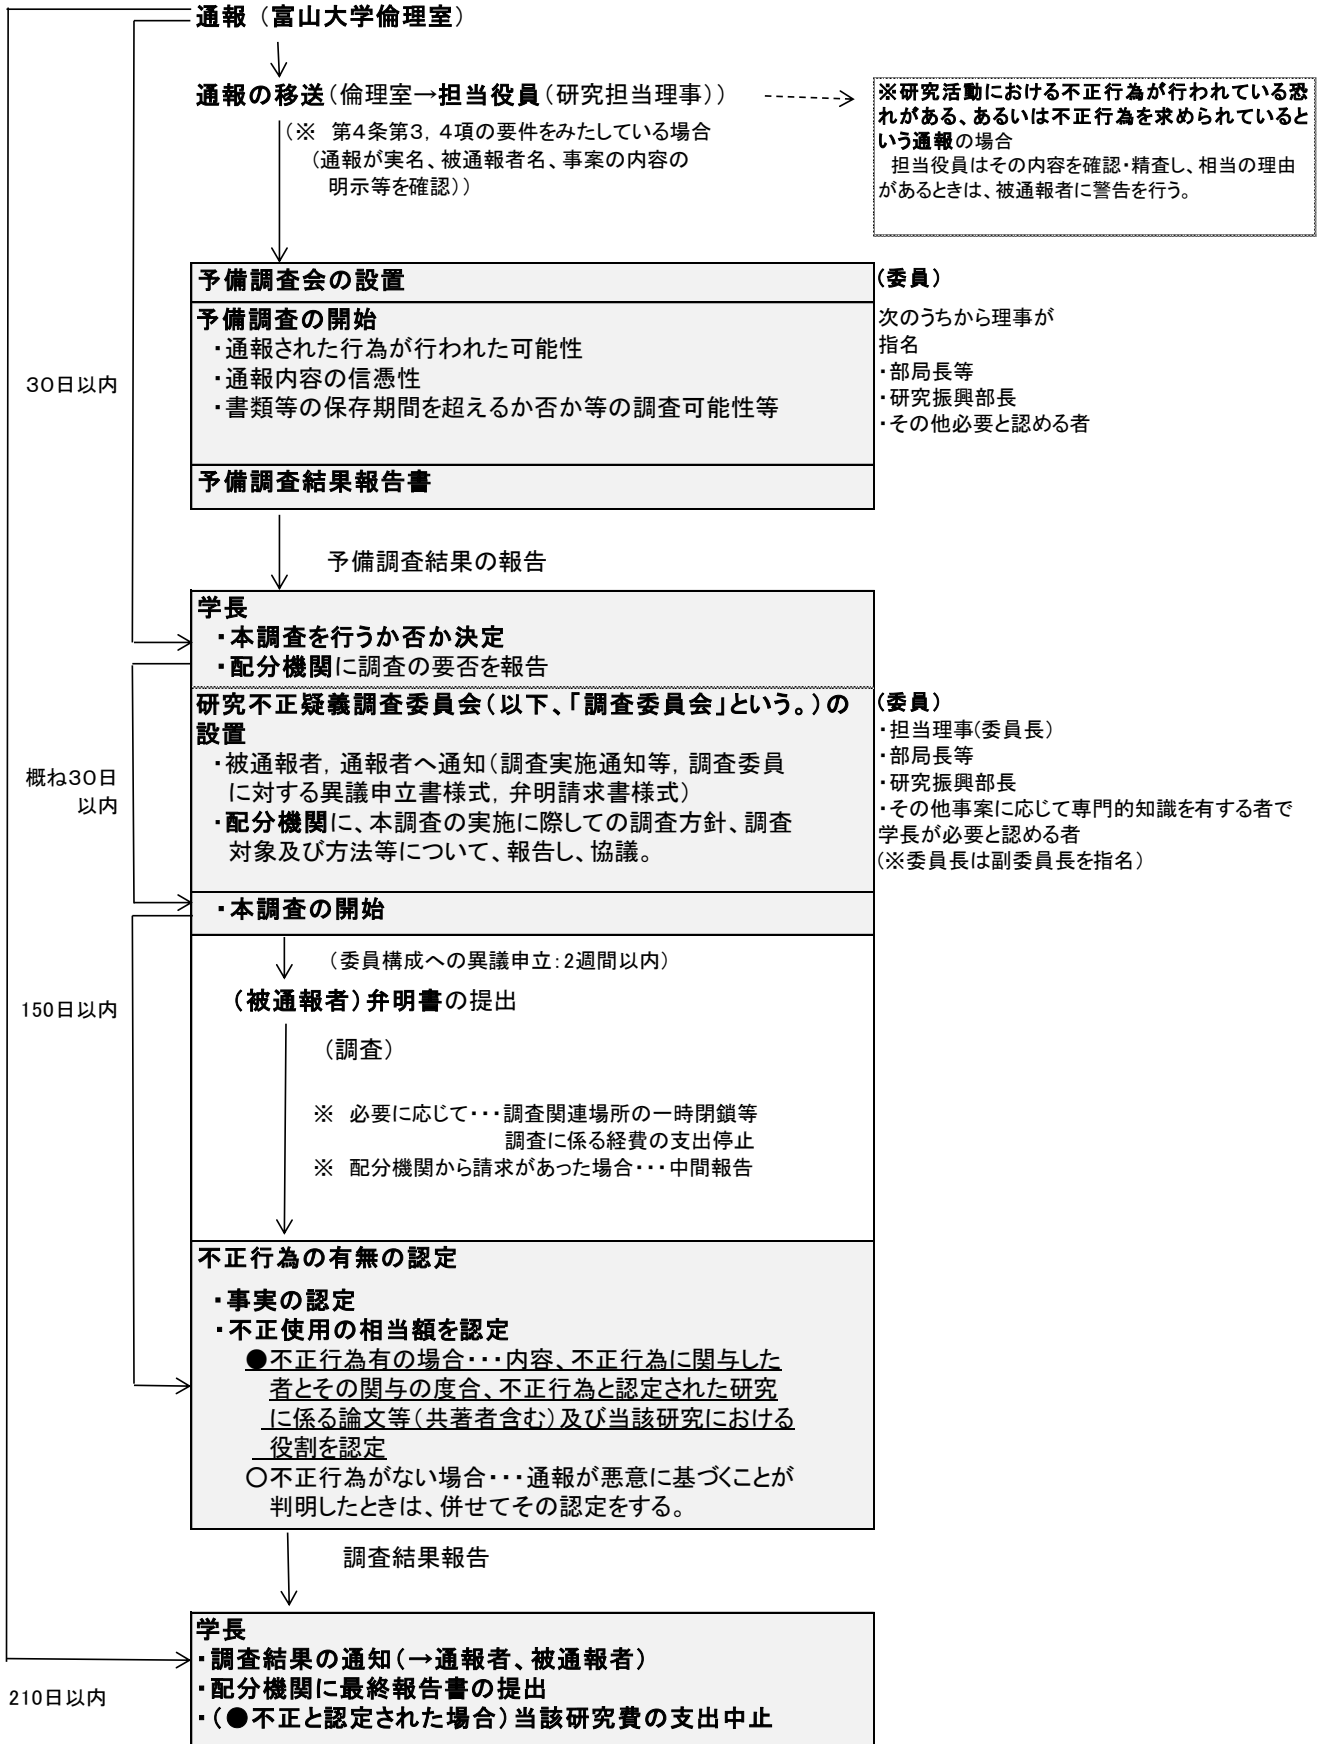 通報（富山大学倫理室）
通報の移送（倫理室→担当役員（研究担当理事））
（※　第４条第３，４項の要件をみたしている場合
（通報が実名、被通報者名、事案の内容の
明示等を確認））
※研究活動における不正行為が行われている恐
れがある、あるいは不正行為を求められていると
いう通報の場合
　担当役員はその内容を確認・精査し、相当の理由
があるときは、被通報者に警告を行う。
予備調査会の設置
予備調査の開始
・通報された行為が行われた可能性
・通報内容の信憑性
・書類等の保存期間を超えるか否か等の調査可能性等
予備調査結果報告書
（委員）
次のうちから理事が
指名
・部局長等
・研究振興部長
・その他必要と認める者
３０日以内
予備調査結果の報告
学長
・本調査を行うか否か決定
・配分機関に調査の要否を報告
研究不正疑義調査委員会（以下、「調査委員会」という。）の
設置
・被通報者，通報者へ通知（調査実施通知等，調査委員
に対する異議申立書様式，弁明請求書様式）
・配分機関に、本調査の実施に際しての調査方針、調査
対象及び方法等について、報告し、協議。
・本調査の開始
（委員）
・担当理事（委員長）
・部局長等
・研究振興部長
・その他事案に応じて専門的知識を有する者で
学長が必要と認める者
（※委員長は副委員長を指名）
概ね３０日
以内
（委員構成への異議申立：2週間以内）
（被通報者）弁明書の提出
（調査）
※　必要に応じて・・・調査関連場所の一時閉鎖等
調査に係る経費の支出停止
※　配分機関から請求があった場合・・・中間報告
150日以内
不正行為の有無の認定
・事実の認定
・不正使用の相当額を認定
●不正行為有の場合・・・内容、不正行為に関与した
者とその関与の度合、不正行為と認定された研究
に係る論文等（共著者含む）及び当該研究における
役割を認定
○不正行為がない場合・・・通報が悪意に基づくことが
判明したときは、併せてその認定をする。
調査結果報告
学長
・調査結果の通知（→通報者、被通報者）
・配分機関に最終報告書の提出
・（●不正と認定された場合）当該研究費の支出中止
210日以内